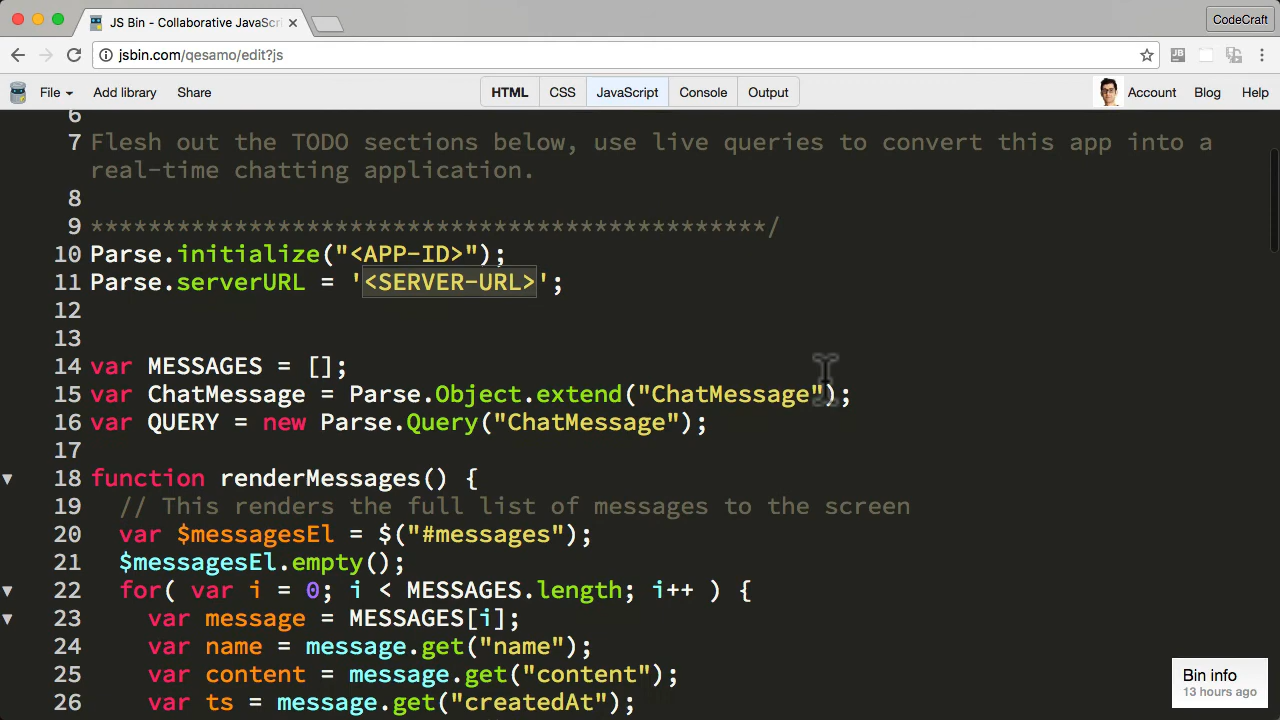 JS Bin - Collaborative JavaScri
CodeCraft
jsbin.com/qesamo/edit?js
File
Add library
Share
HTML
CSS
JavaScript
Console
Output
Account
Blog
Help
6
7 Flesh out the TODO sections below, use live queries to convert this app into a
real-time chatting application.
8
9 ***********************************************/
10 Parse.initialize("<APP-ID>");
11 Parse.serverURL = '<SERVER-URL>';
12
13
14 var MESSAGES = [];
15 var ChatMessage = Parse.Object.extend("ChatMessage");
16 var QUERY = new Parse.Query("ChatMessage");
17
18 function renderMessages() {
19 // This renders the full list of messages to the screen
20 var $messagesEl = $("#messages");
21 $messagesEl.empty();
22 for( var i = 0; i < MESSAGES.length; i++ ) {
23 var message = MESSAGES[i];
24 var name = message.get("name");
25 var content = message.get("content");
26 var ts = message.get("createdAt");
Bin info
13 hours ago